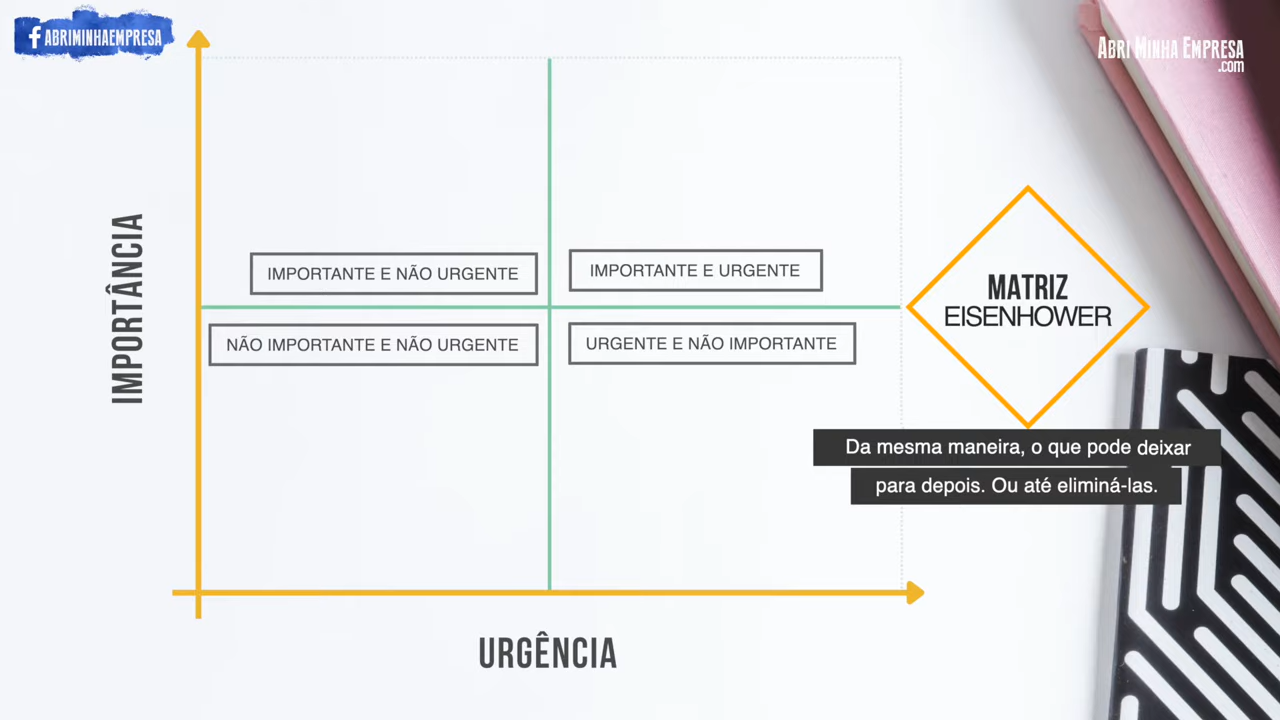 ABRIMINHAEMPRESA
ABRI MINHA EMPRESA
.COM
IMPORTÂNCIA
IMPORTANTE E NÃO URGENTE
IMPORTANTE E URGENTE
NÃO IMPORTANTE E NÃO URGENTE
URGENTE E NÃO IMPORTANTE
MATRIZ
EISENHOWER
Da mesma maneira, o que pode deixar
para depois. Ou até eliminá-las.
URGÊNCIA